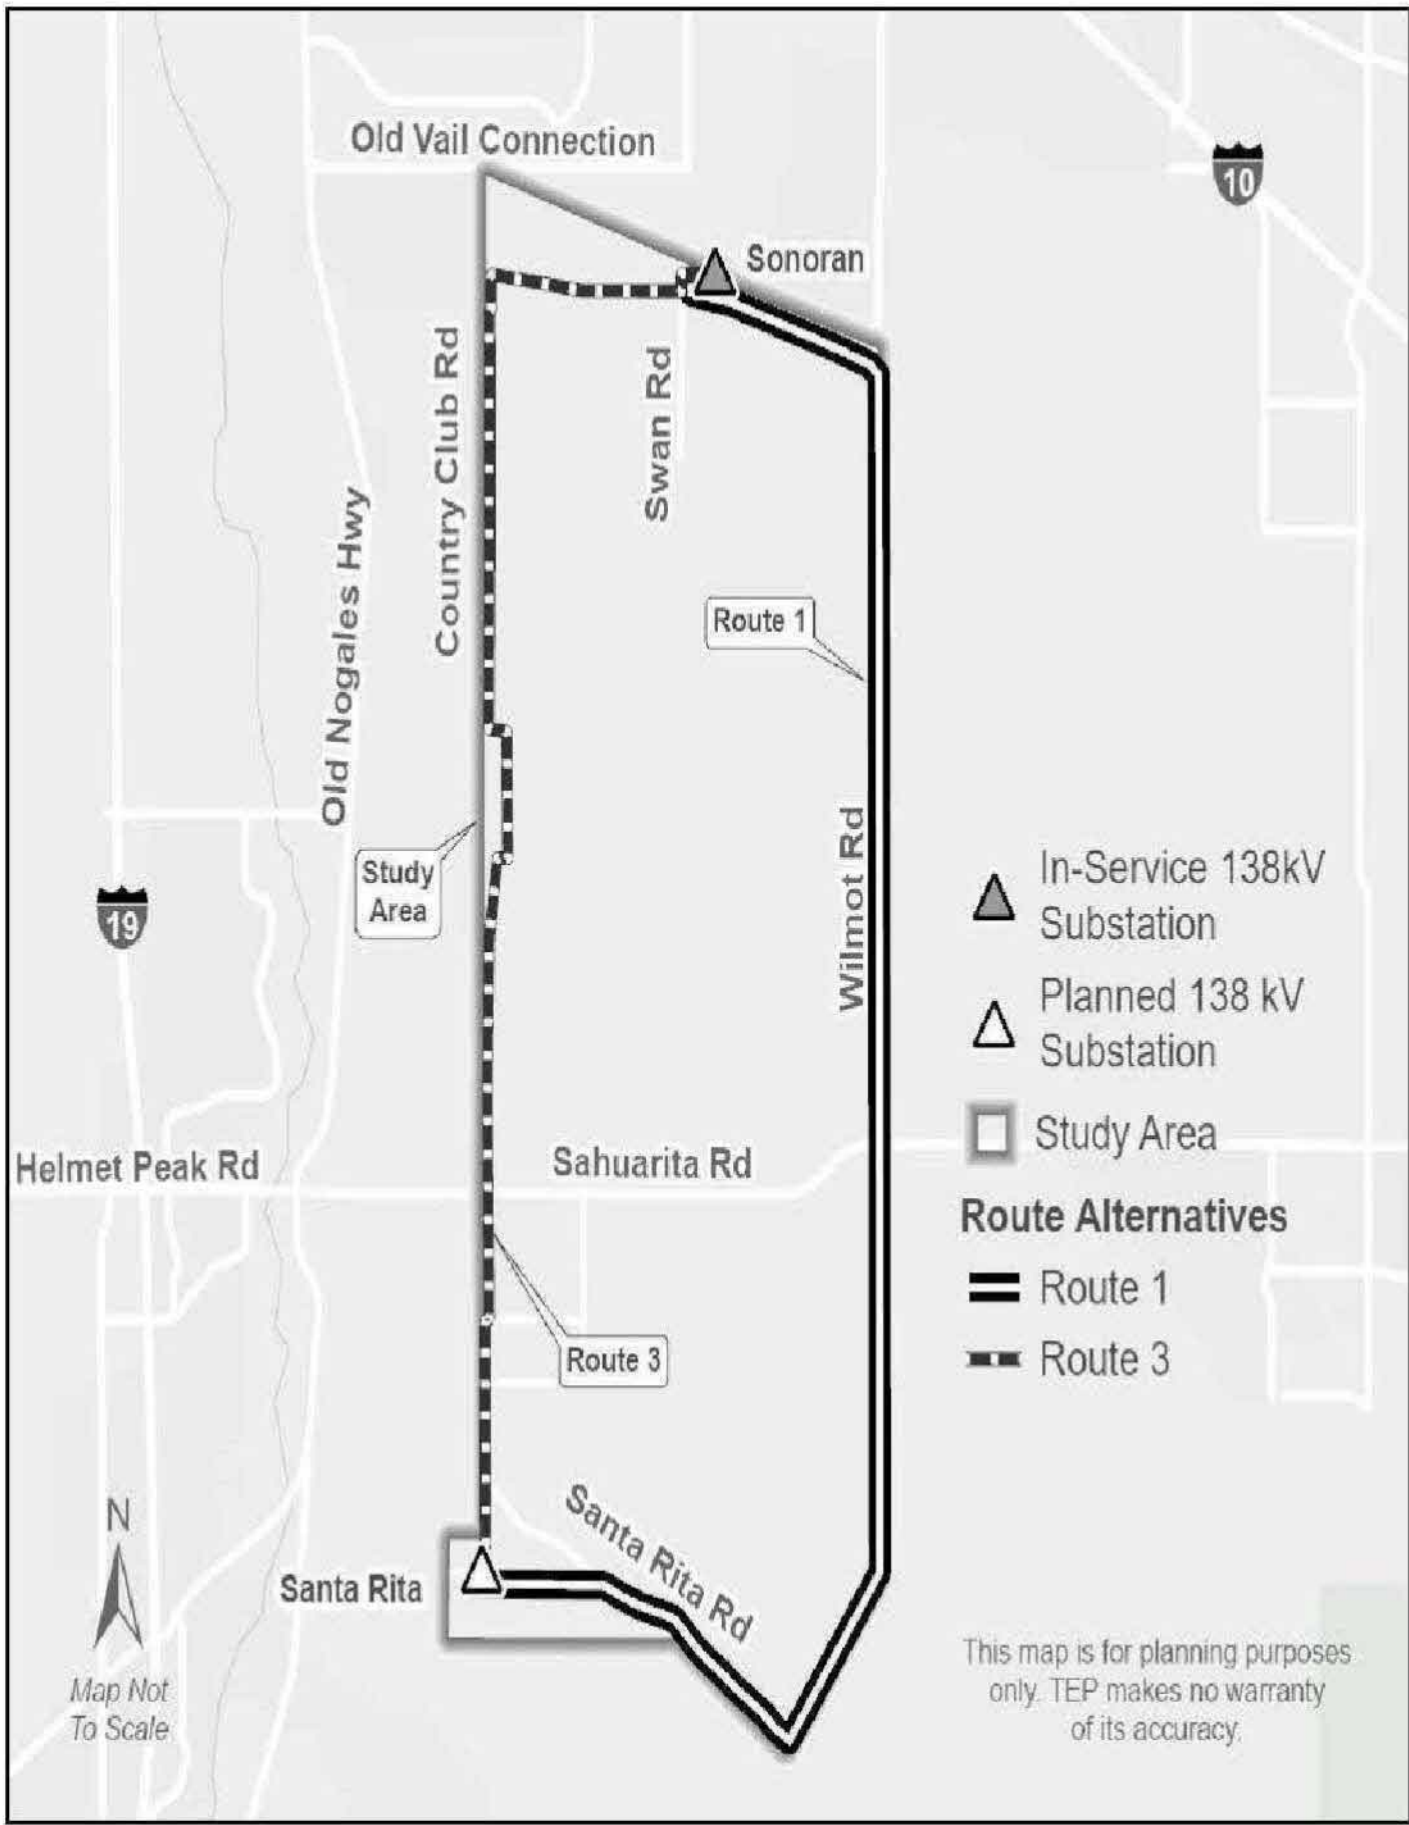 Old Vail Connection
10
Sonoran
Country Club Rd
Swan Rd
Old Nogales Hwy
Route 1
Study
Area
Wilmot Rd
19
In-Service 138kV
Substation
Planned 138 kV
Substation
Study Area
Helmet Peak Rd
Sahuarita Rd
Route Alternatives
Route 1
Route 3
Route 3
N
Santa Rita Rd
Santa Rita
Map Not
To Scale
This map is for planning purposes
only. TEP makes no warranty
of its accuracy.